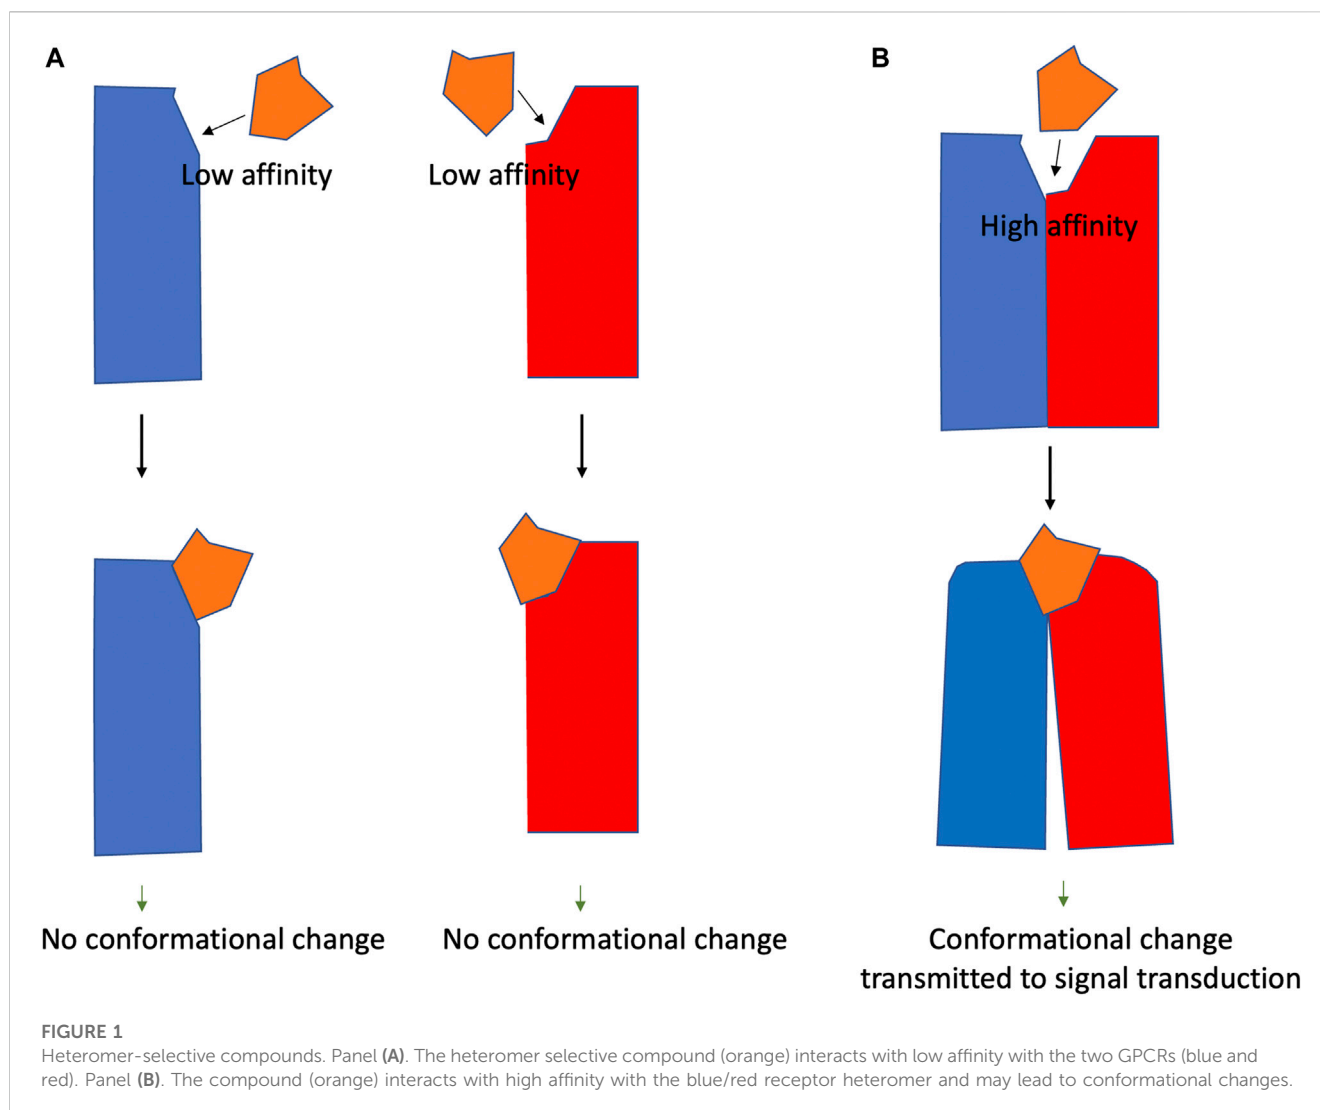 A
B
Low affinity
Low affinity
High affinity
No conformational change
No conformational change
Conformational change
transmitted to signal transduction
FIGURE 1
Heteromer-selective compounds. Panel (A). The heteromer selective compound (orange) interacts with low affinity with the two GPCRs (blue and
red). Panel (B). The compound (orange) interacts with high affinity with the blue/red receptor heteromer and may lead to conformational changes.